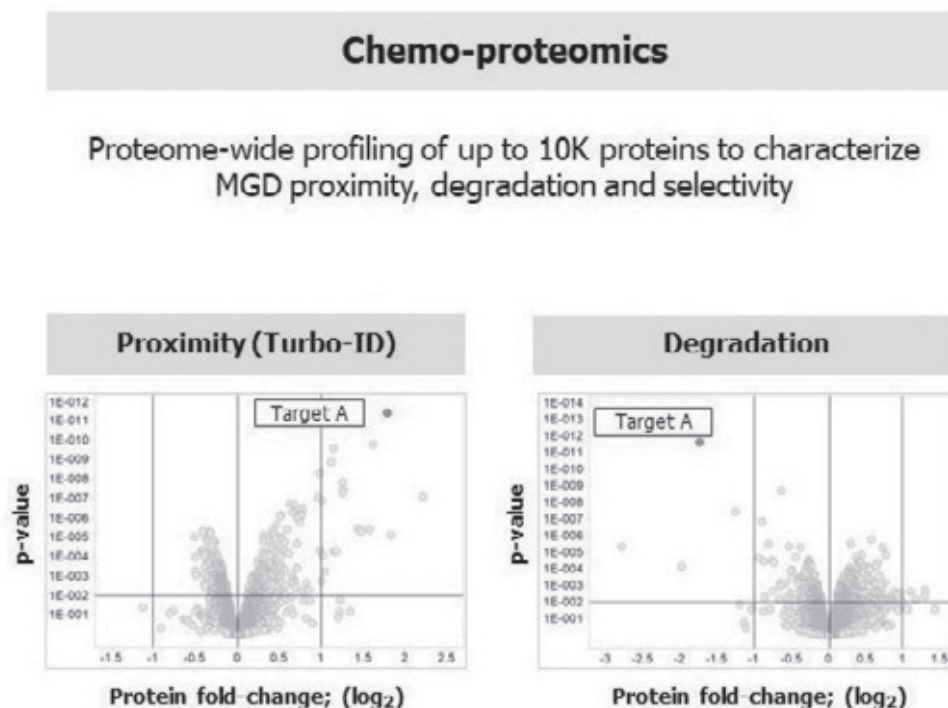 Chemo-proteomics
Proteome-wide profiling of up to 10K proteins to characterize
MGD proximity, degradation and selectivity
Proximity (Turbo-ID)
Degradation
1E-012
1E-011
1E-010
1E-009
1E-008
1E-007
1E-006
1E-005
1E-004
1E-003
1E-002
1E-001
p-value
Target A
-1.5 -1 -0.5 0 0.5 1 1.5 2 2.5
Protein fold-change; (log₂)
1E-014
1E-013
1E-012
1E-011
1E-010
1E-009
1E-008
1E-007
1E-006
1E-005
1E-004
1E-003
1E-002
1E-001
p-value
Target A
-3 -2.5 -2 -1.5 -1 -0.5 0 0.5 1 1.5
Protein fold-change; (log₂)